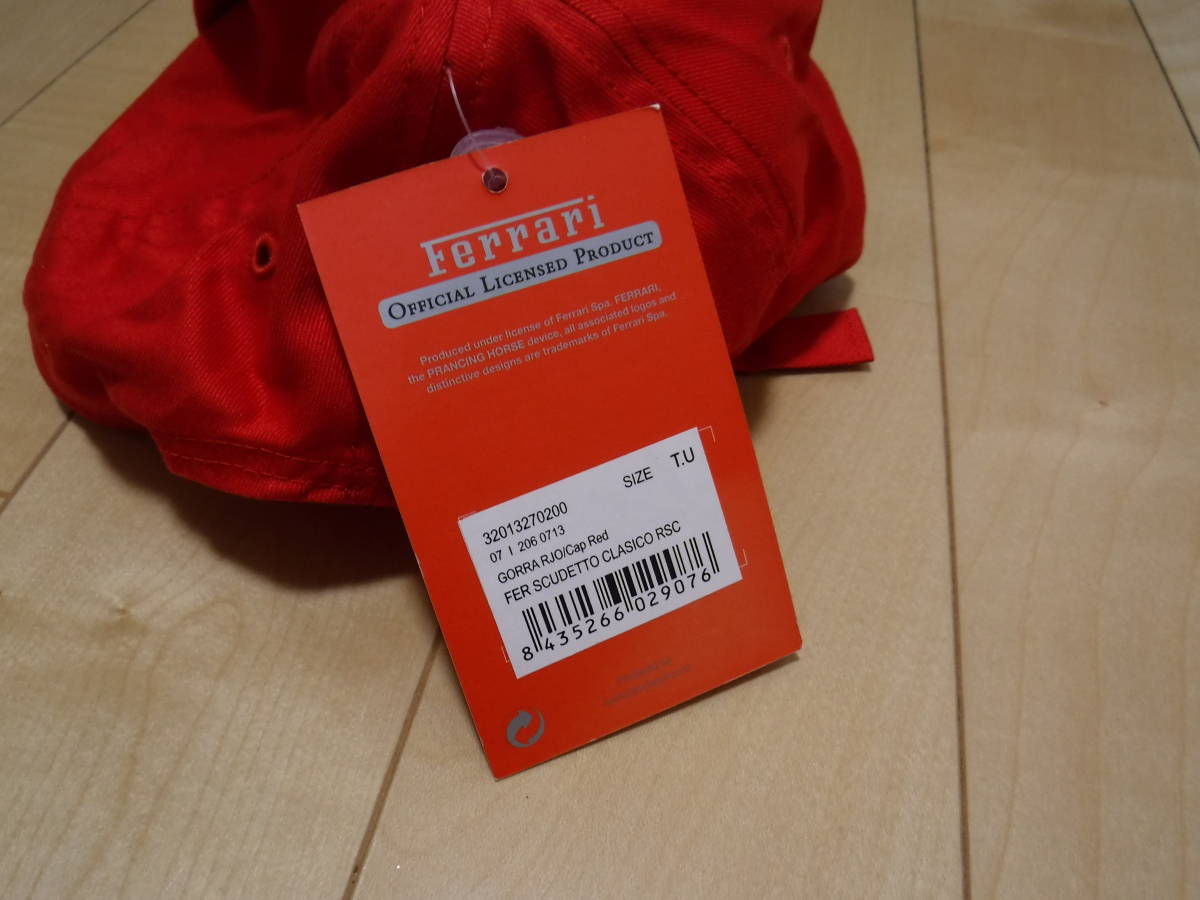 Ferrari
OFFICIAL LICENSED PRODUCT
Produced under license of Ferrari Spa. FERRARI,
the PRANCING HORSE device, all associated logos and
distinctive designs are trademarks of Ferrari Spa.
SIZE T.U
32013270200
07 I 206 0713
GORRA RJO/Cap Red
FER SCUDETTO CLASICO RSC
8 435266 029076